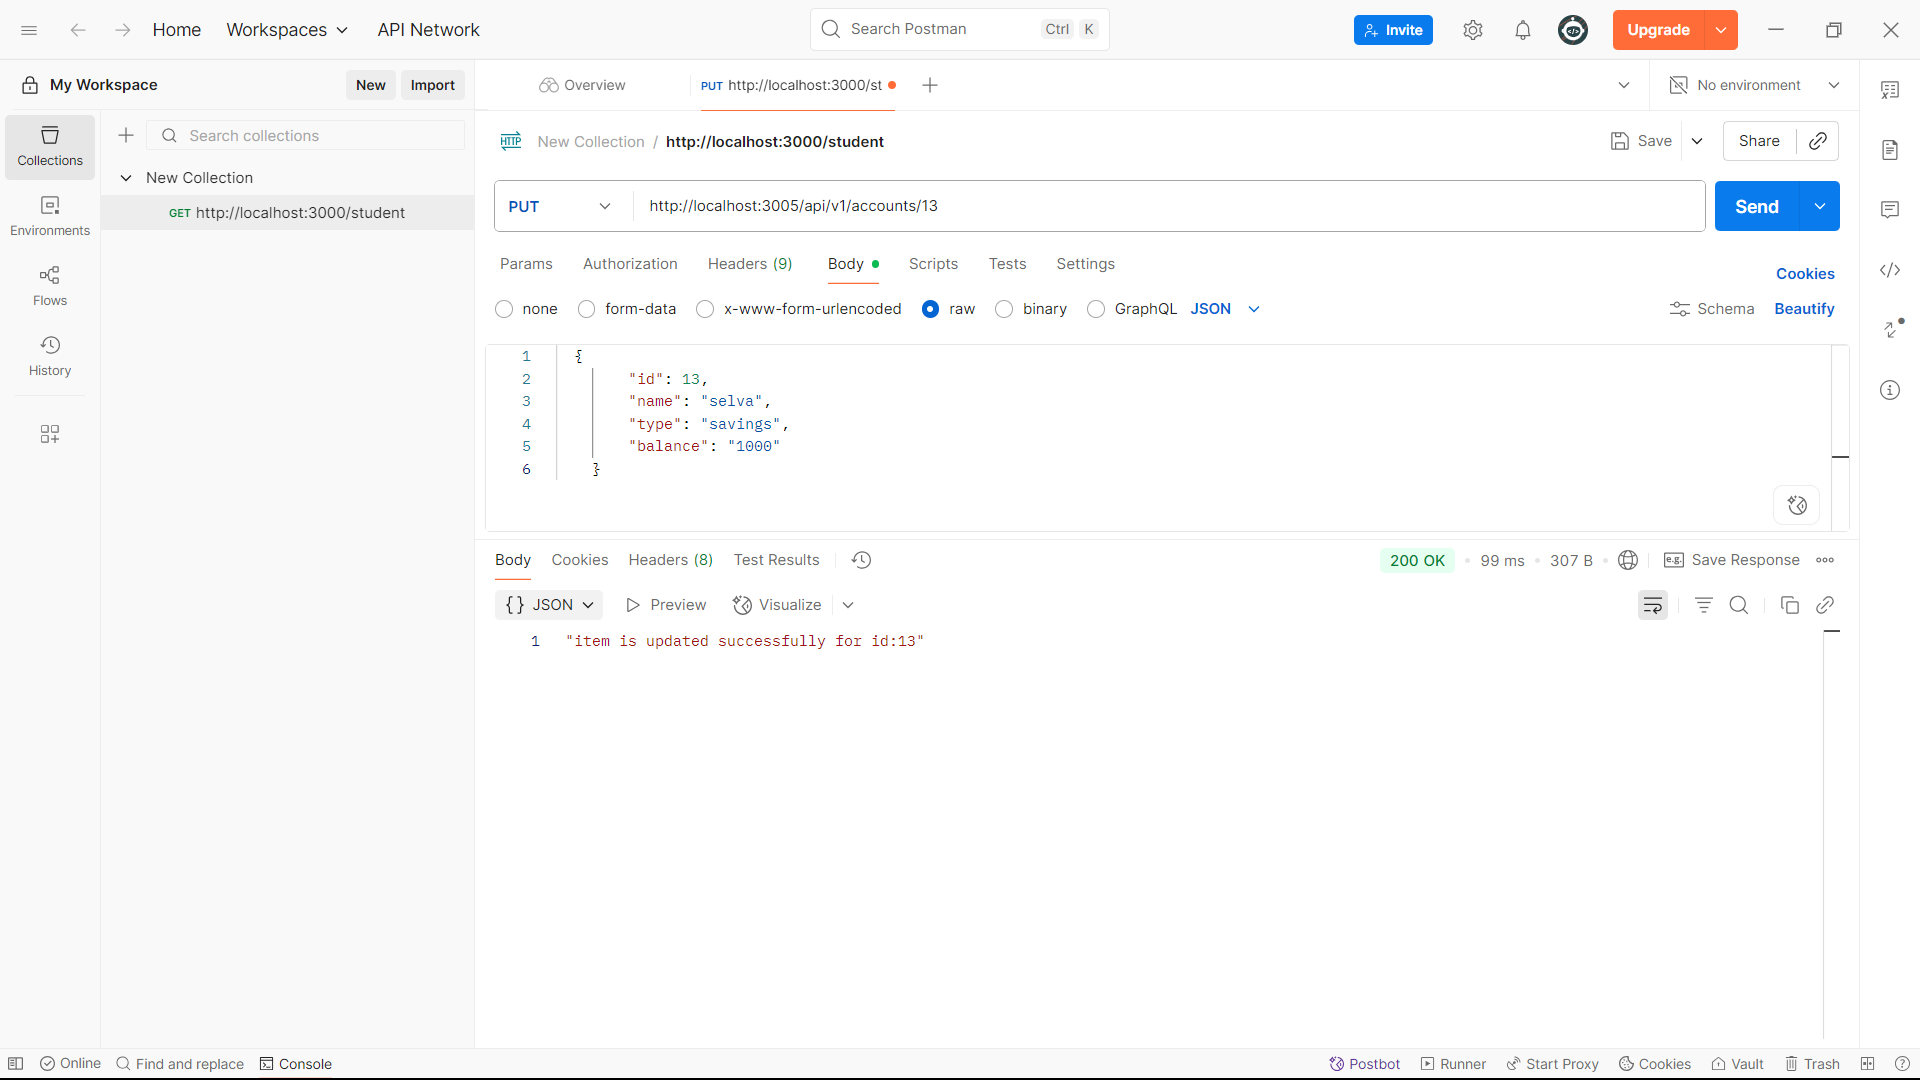 Home Workspaces API Network
Search Postman Ctrl K
Invite Upgrade
My Workspace New Import
Overview PUT http://localhost:3000/st
No environment
Collections
Environments
Flows
History
Search collections
New Collection
GET http://localhost:3000/student
HTTP New Collection / http://localhost:3000/student
Save Share
PUT http://localhost:3005/api/v1/accounts/13 Send
Params Authorization Headers (9) Body Scripts Tests Settings
Cookies
none form-data x-www-form-urlencoded raw binary GraphQL JSON
Schema Beautify
1 {
2 "id": 13,
3 "name": "selva",
4 "type": "savings",
5 "balance": "1000"
6 }
Body Cookies Headers (8) Test Results
200 OK • 99 ms • 307 B • e.g. Save Response
{} JSON Preview Visualize
1 "item is updated successfully for id:13"
Online Find and replace Console
Postbot Runner Start Proxy Cookies Vault Trash